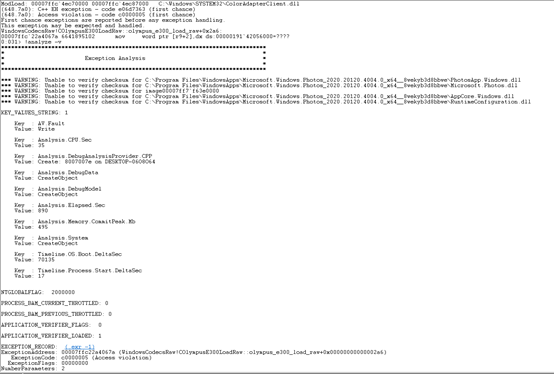 ModLoad: 00007ffc`4ec70000 00007ffc`4ec87000   C:\Windows\SYSTEM32\ColorAdapterClient.dll
(648.7a0): C++ EH exception - code e06d7363 (first chance)
(648.7a0): Access violation - code c0000005 (first chance)
First chance exceptions are reported before any exception handling.
This exception may be expected and handled.
WindowsCodecsRaw!COlympusE300LoadRaw::olympus_e300_load_raw+0x2a6:
00007ffc`22a4067a 6641895102      mov     word ptr [r9+2],dx ds:00000191`42056000=????
0:031> !analyze -v
*******************************************************************************
*                                                                             *
*                        Exception Analysis                                   *
*                                                                             *
*******************************************************************************
*** WARNING: Unable to verify checksum for C:\Program Files\WindowsApps\Microsoft.Windows.Photos_2020.20120.4004.0_x64__8wekyb3d8bbwe\PhotosApp.Windows.dll
*** WARNING: Unable to verify checksum for C:\Program Files\WindowsApps\Microsoft.Windows.Photos_2020.20120.4004.0_x64__8wekyb3d8bbwe\Microsoft.Photos.dll
*** WARNING: Unable to verify checksum for
*** WARNING: Unable to verify checksum for C:\Program Files\WindowsApps\Microsoft.Windows.Photos_2020.20120.4004.0_x64__8wekyb3d8bbwe\AppCore.Windows.dll
*** WARNING: Unable to verify checksum for C:\Program Files\WindowsApps\Microsoft.Windows.Photos_2020.20120.4004.0_x64__8wekyb3d8bbwe\RuntimeConfiguration.dll
KEY_VALUES_STRING: 1
Key  : AV.Fault
Value: Write
Key  : Analysis.CPU.Sec
Value: 35
Key  : Analysis.DebugAnalysisProvider.CPP
Value: Create: 8007007e on
Key  : Analysis.DebugData
Value: CreateObject
Key  : Analysis.DebugModel
Value: CreateObject
Key  : Analysis.Elapsed.Sec
Value: 890
Key  : Analysis.Memory.CommitPeak.Mb
Value: 495
Key  : Analysis.System
Value: CreateObject
Key  : Timeline.OS.Boot.DeltaSec
Value: 70135
Key  : Timeline.Process.Start.DeltaSec
Value: 17
NTGLOBALFLAG:  2000000
PROCESS_BAM_CURRENT_THROTTLED: 0
PROCESS_BAM_PREVIOUS_THROTTLED: 0
APPLICATION_VERIFIER_FLAGS:  0
APPLICATION_VERIFIER_LOADED: 1
EXCEPTION_RECORD:  (.exr -1)
ExceptionAddress: 00007ffc22a4067a (WindowsCodecsRaw!COlympusE300LoadRaw::olympus_e300_load_raw+0x00000000000002a6)
ExceptionCode: c0000005 (Access violation)
ExceptionFlags: 00000000
NumberParameters: 2